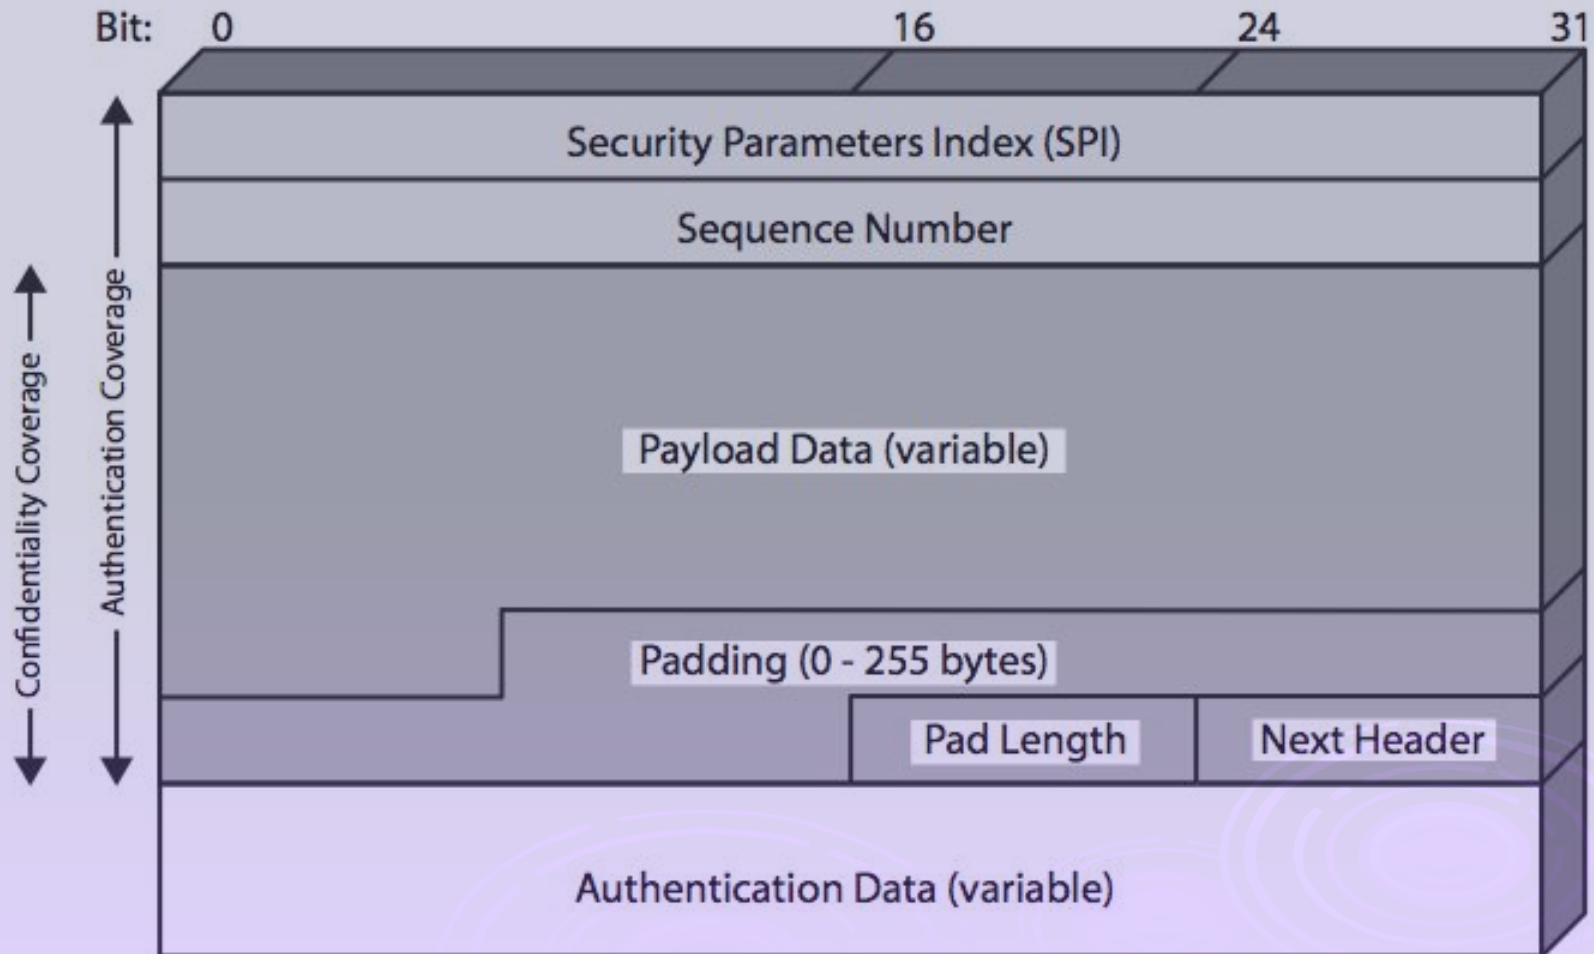 Bit: 0 16 24 31
Security Parameters Index (SPI)
Sequence Number
Confidentiality Coverage
Authentication Coverage
Payload Data (variable)
Padding (0 - 255 bytes)
Pad Length Next Header
Authentication Data (variable)